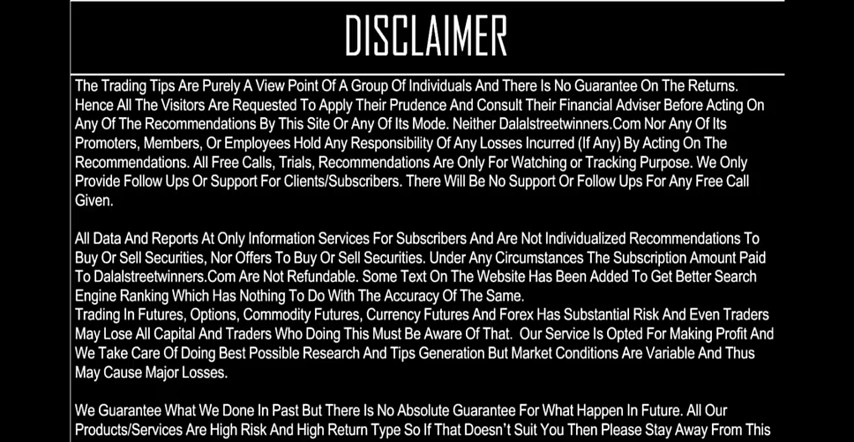 DISCLAIMER
The Trading Tips Are Purely A View Point Of A Group Of Individuals And There Is No Guarantee On The Returns.
Hence All The Visitors Are Requested To Apply Their Prudence And Consult Their Financial Adviser Before Acting On
Any Of The Recommendations By This Site Or Any Of Its Mode. Neither Dalalstreetwinners.Com Nor Any Of Its
Promoters, Members, Or Employees Hold Any Responsibility Of Any Losses Incurred (If Any) By Acting On The
Recommendations. All Free Calls, Trials, Recommendations Are Only For Watching or Tracking Purpose. We Only
Provide Follow Ups Or Support For Clients/Subscribers. There Will Be No Support Or Follow Ups For Any Free Call
Given.
All Data And Reports At Only Information Services For Subscribers And Are Not Individualized Recommendations To
Buy Or Sell Securities, Nor Offers To Buy Or Sell Securities. Under Any Circumstances The Subscription Amount Paid
To Dalalstreetwinners.Com Are Not Refundable. Some Text On The Website Has Been Added To Get Better Search
Engine Ranking Which Has Nothing To Do With The Accuracy Of The Same.
Trading In Futures, Options, Commodity Futures, Currency Futures And Forex Has Substantial Risk And Even Traders
May Lose All Capital And Traders Who Doing This Must Be Aware Of That. Our Service Is Opted For Making Profit And
We Take Care Of Doing Best Possible Research And Tips Generation But Market Conditions Are Variable And Thus
May Cause Major Losses.
We Guarantee What We Done In Past But There Is No Absolute Guarantee For What Happen In Future. All Our
Products/Services Are High Risk And High Return Type So If That Doesn't Suit You Then Please Stay Away From This